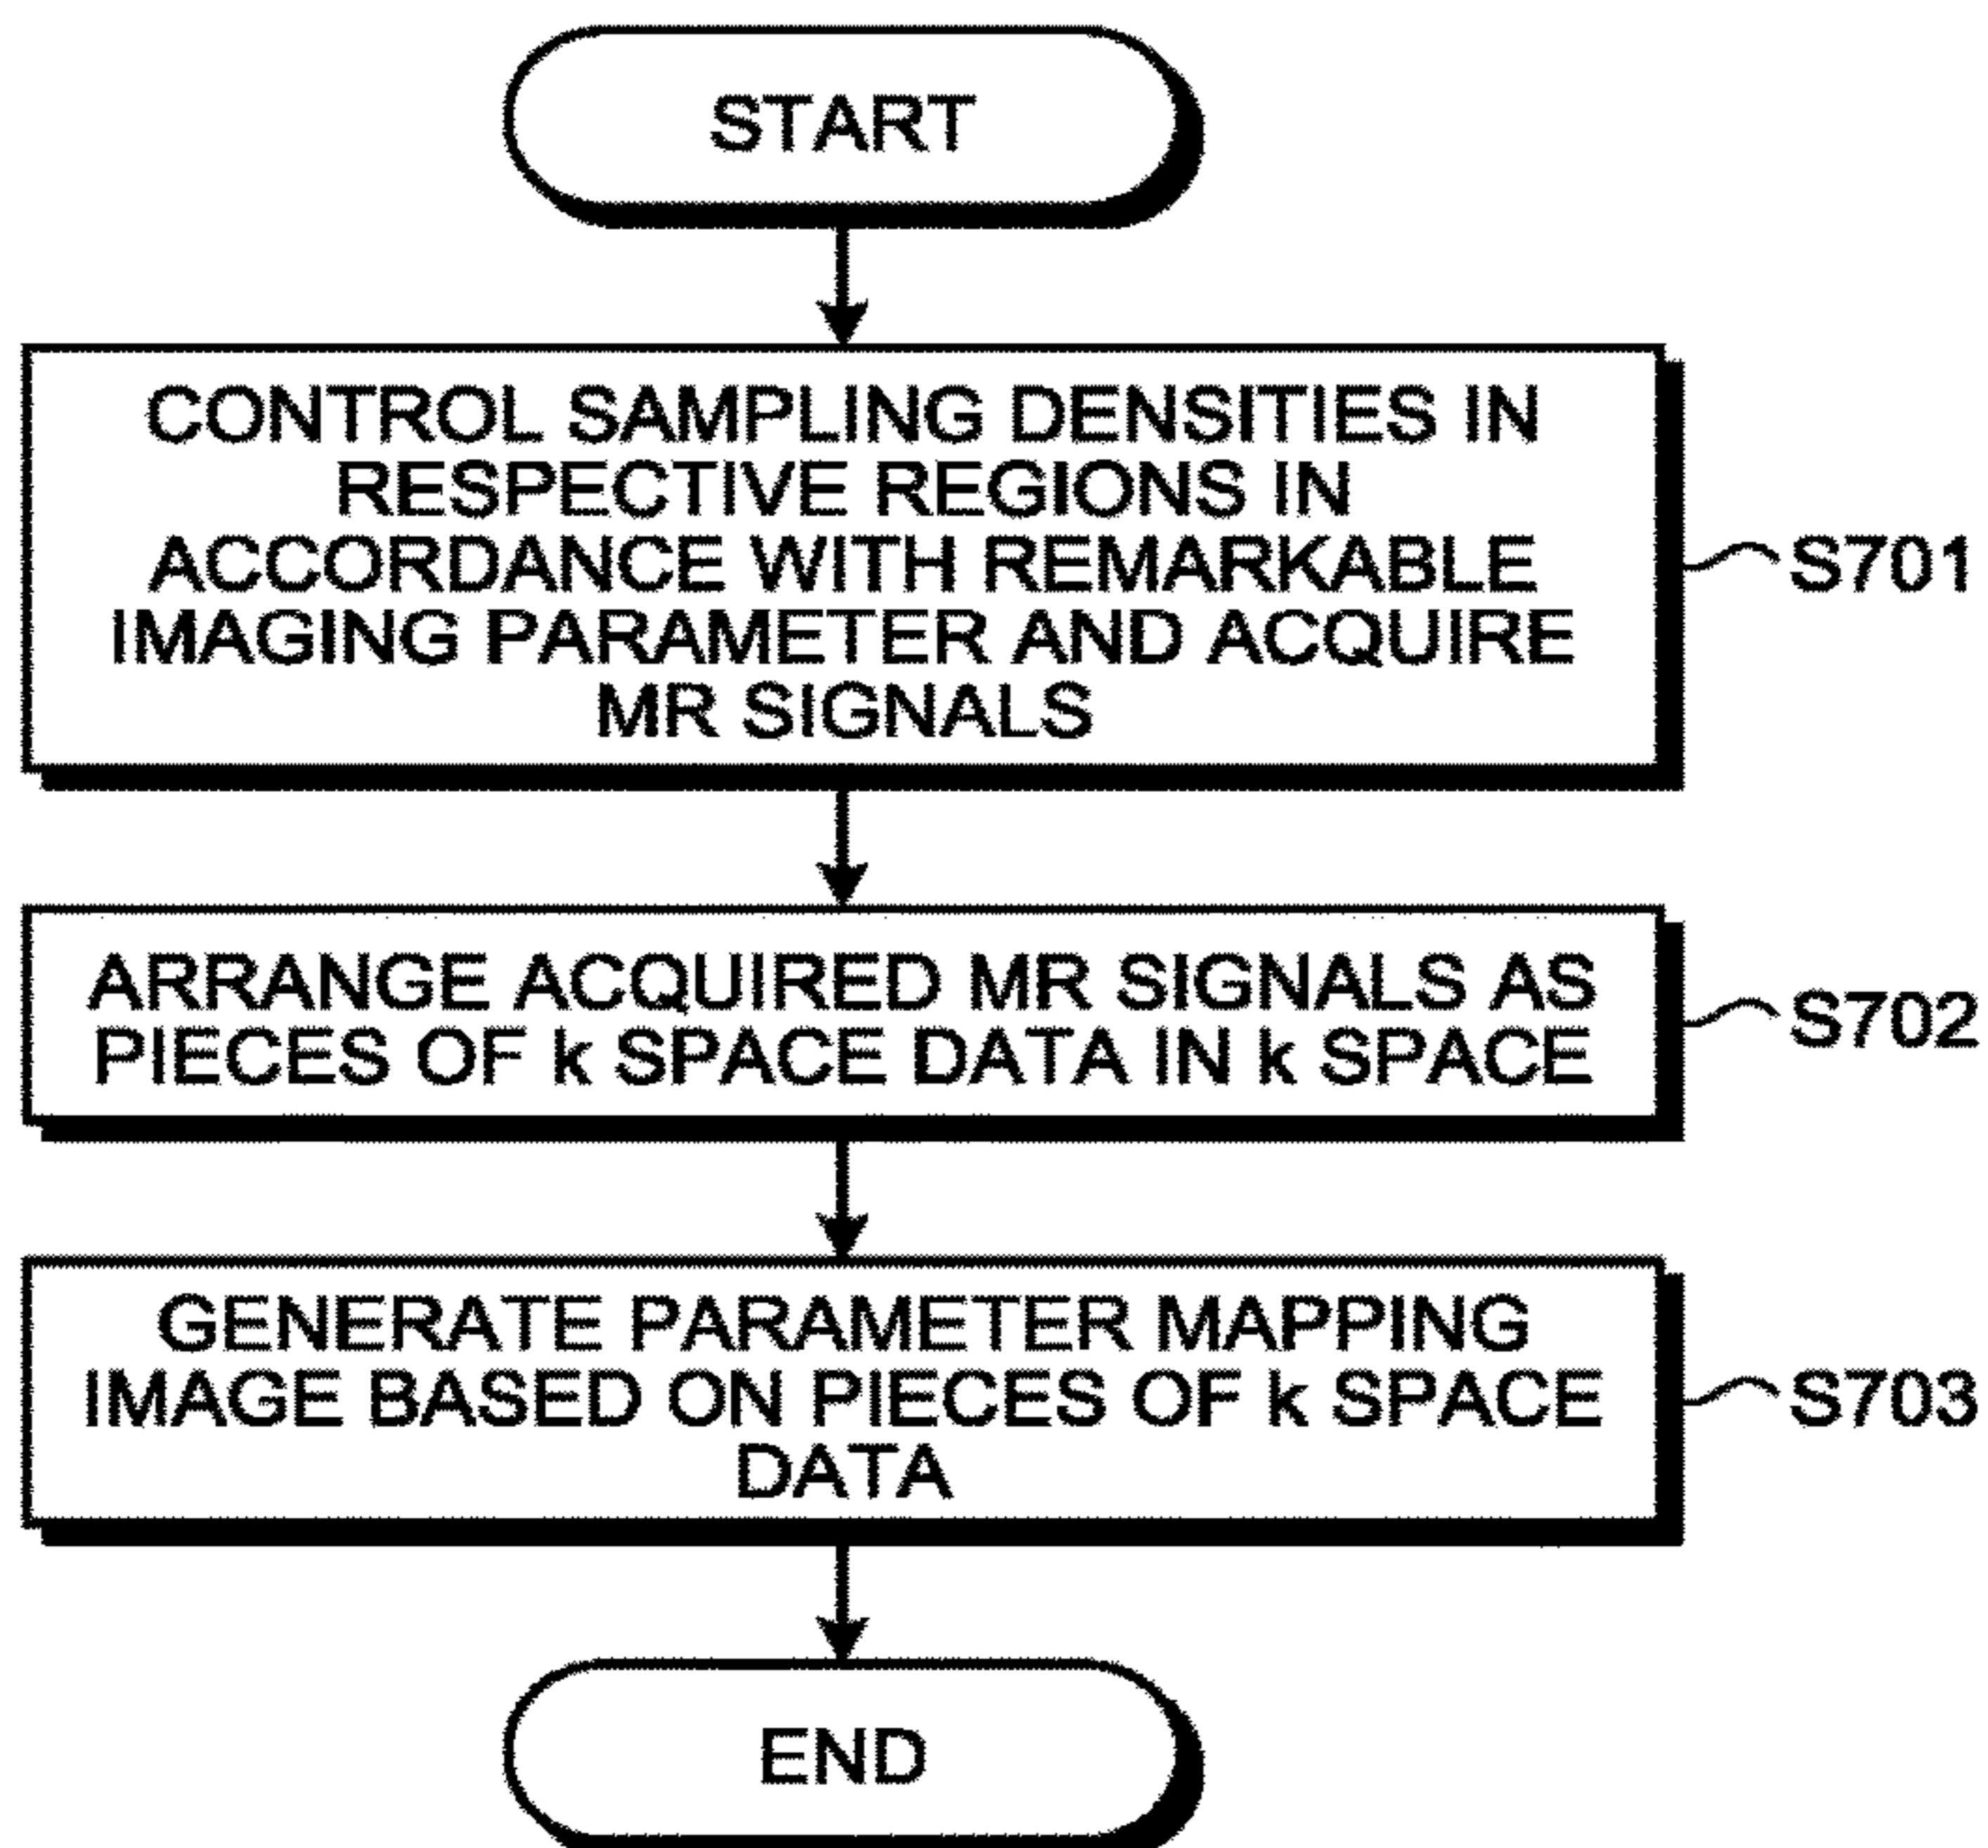 START
CONTROL SAMPLING DENSITIES IN
RESPECTIVE REGIONS IN
ACCORDANCE WITH REMARKABLE
IMAGING PARAMETER AND ACQUIRE
MR SIGNALS
S701
ARRANGE ACQUIRED MR SIGNALS AS
PIECES OF k SPACE DATA IN k SPACE
S702
GENERATE PARAMETER MAPPING
IMAGE BASED ON PIECES OF k SPACE
DATA
S703
END